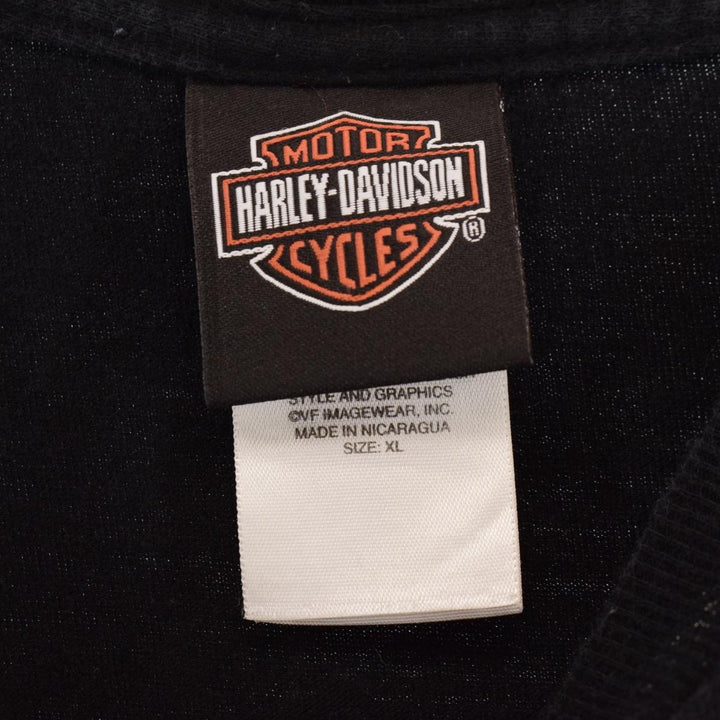 MOTOR
HARLEY-DAVIDSON
CYCLES
®
STYLE AND GRAPHICS
©VF IMAGEWEAR, INC.
MADE IN NICARAGUA
SIZE: XL